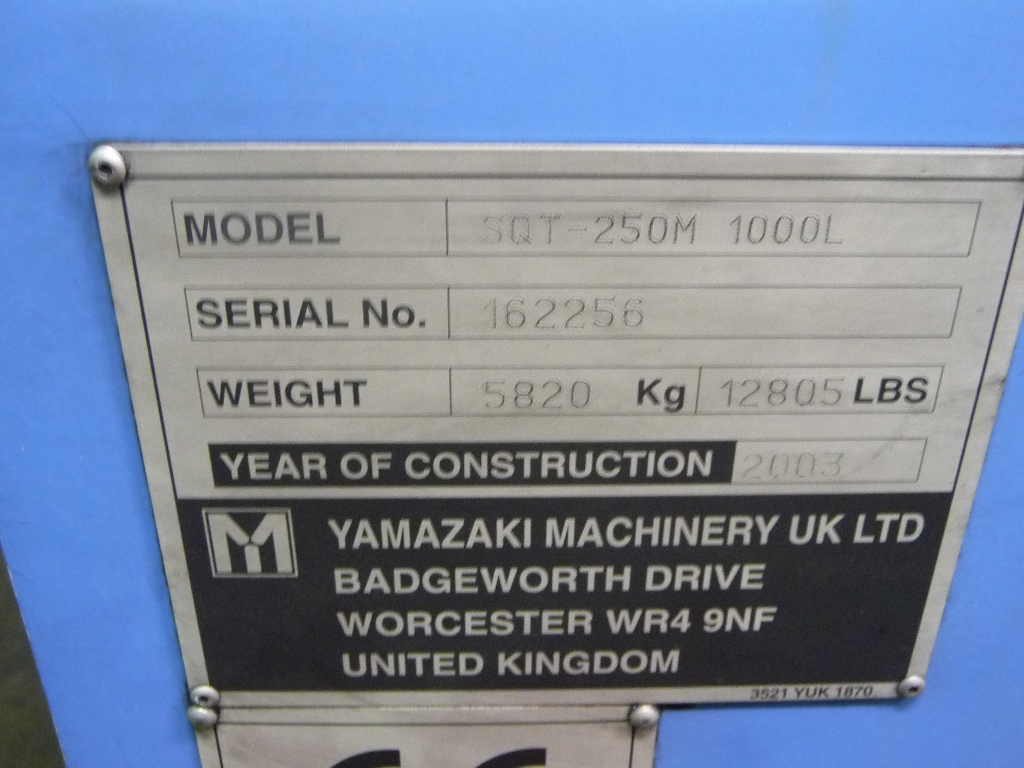 MODEL SQT-250M 1000L
SERIAL No. 162256
WEIGHT 5820 Kg 12805 LBS
YEAR OF CONSTRUCTION 2003
YAMAZAKI MACHINERY UK LTD
BADGEWORTH DRIVE
WORCESTER WR4 9NF
UNITED KINGDOM
3521 YUK 1870
CE